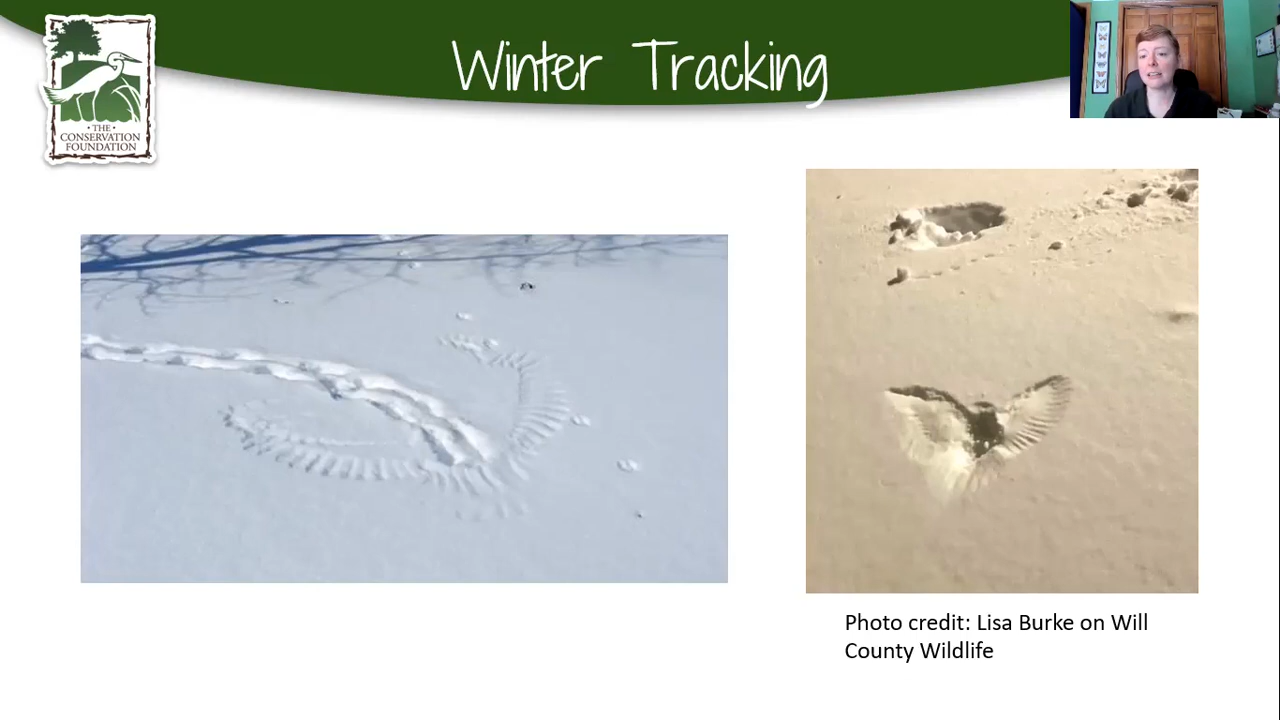 Winter Tracking
• THE •
CONSERVATION
FOUNDATION
Photo credit: Lisa Burke on Will
County Wildlife